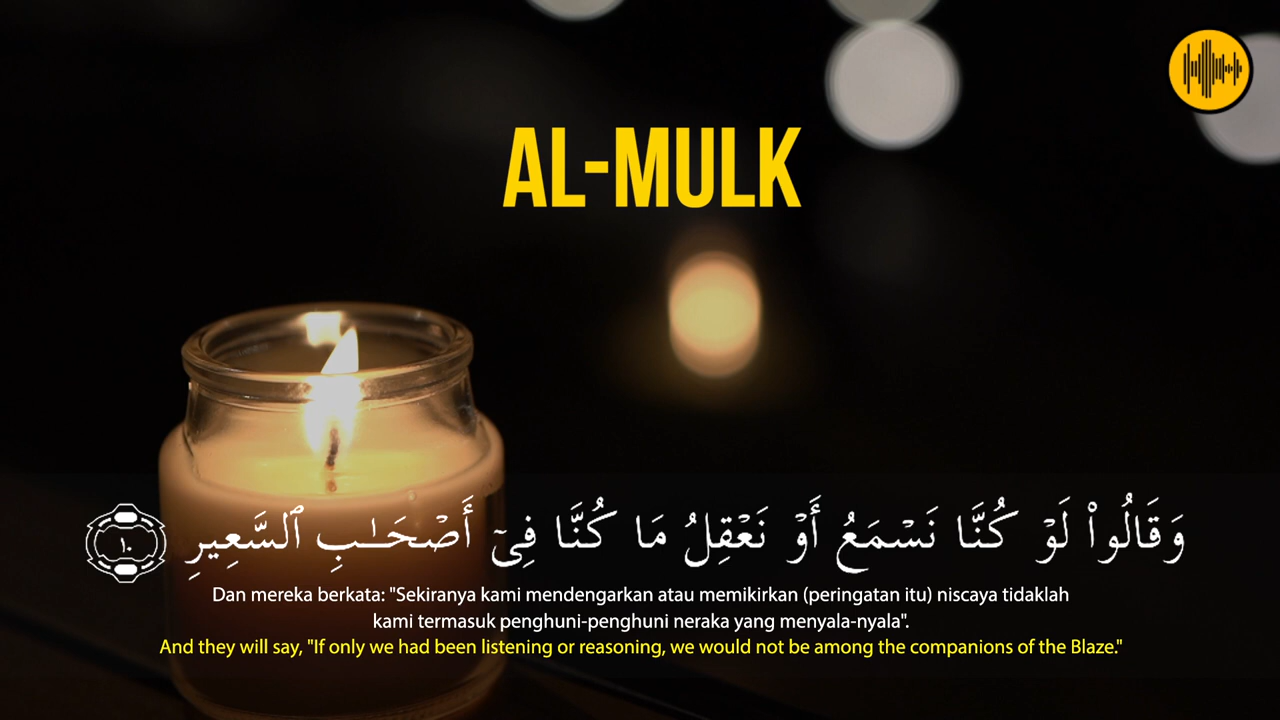 AL-MULK
وَقَالُوا۟ لَوْ كُنَّا نَسْمَعُ أَوْ نَعْقِلُ مَا كُنَّا فِىٓ أَصْحَـٰبِ ٱلسَّعِيرِ ١٠
Dan mereka berkata: "Sekiranya kami mendengarkan atau memikirkan (peringatan itu) niscaya tidaklah
kami termasuk penghuni-penghuni neraka yang menyala-nyala".
And they will say, "If only we had been listening or reasoning, we would not be among the companions of the Blaze."